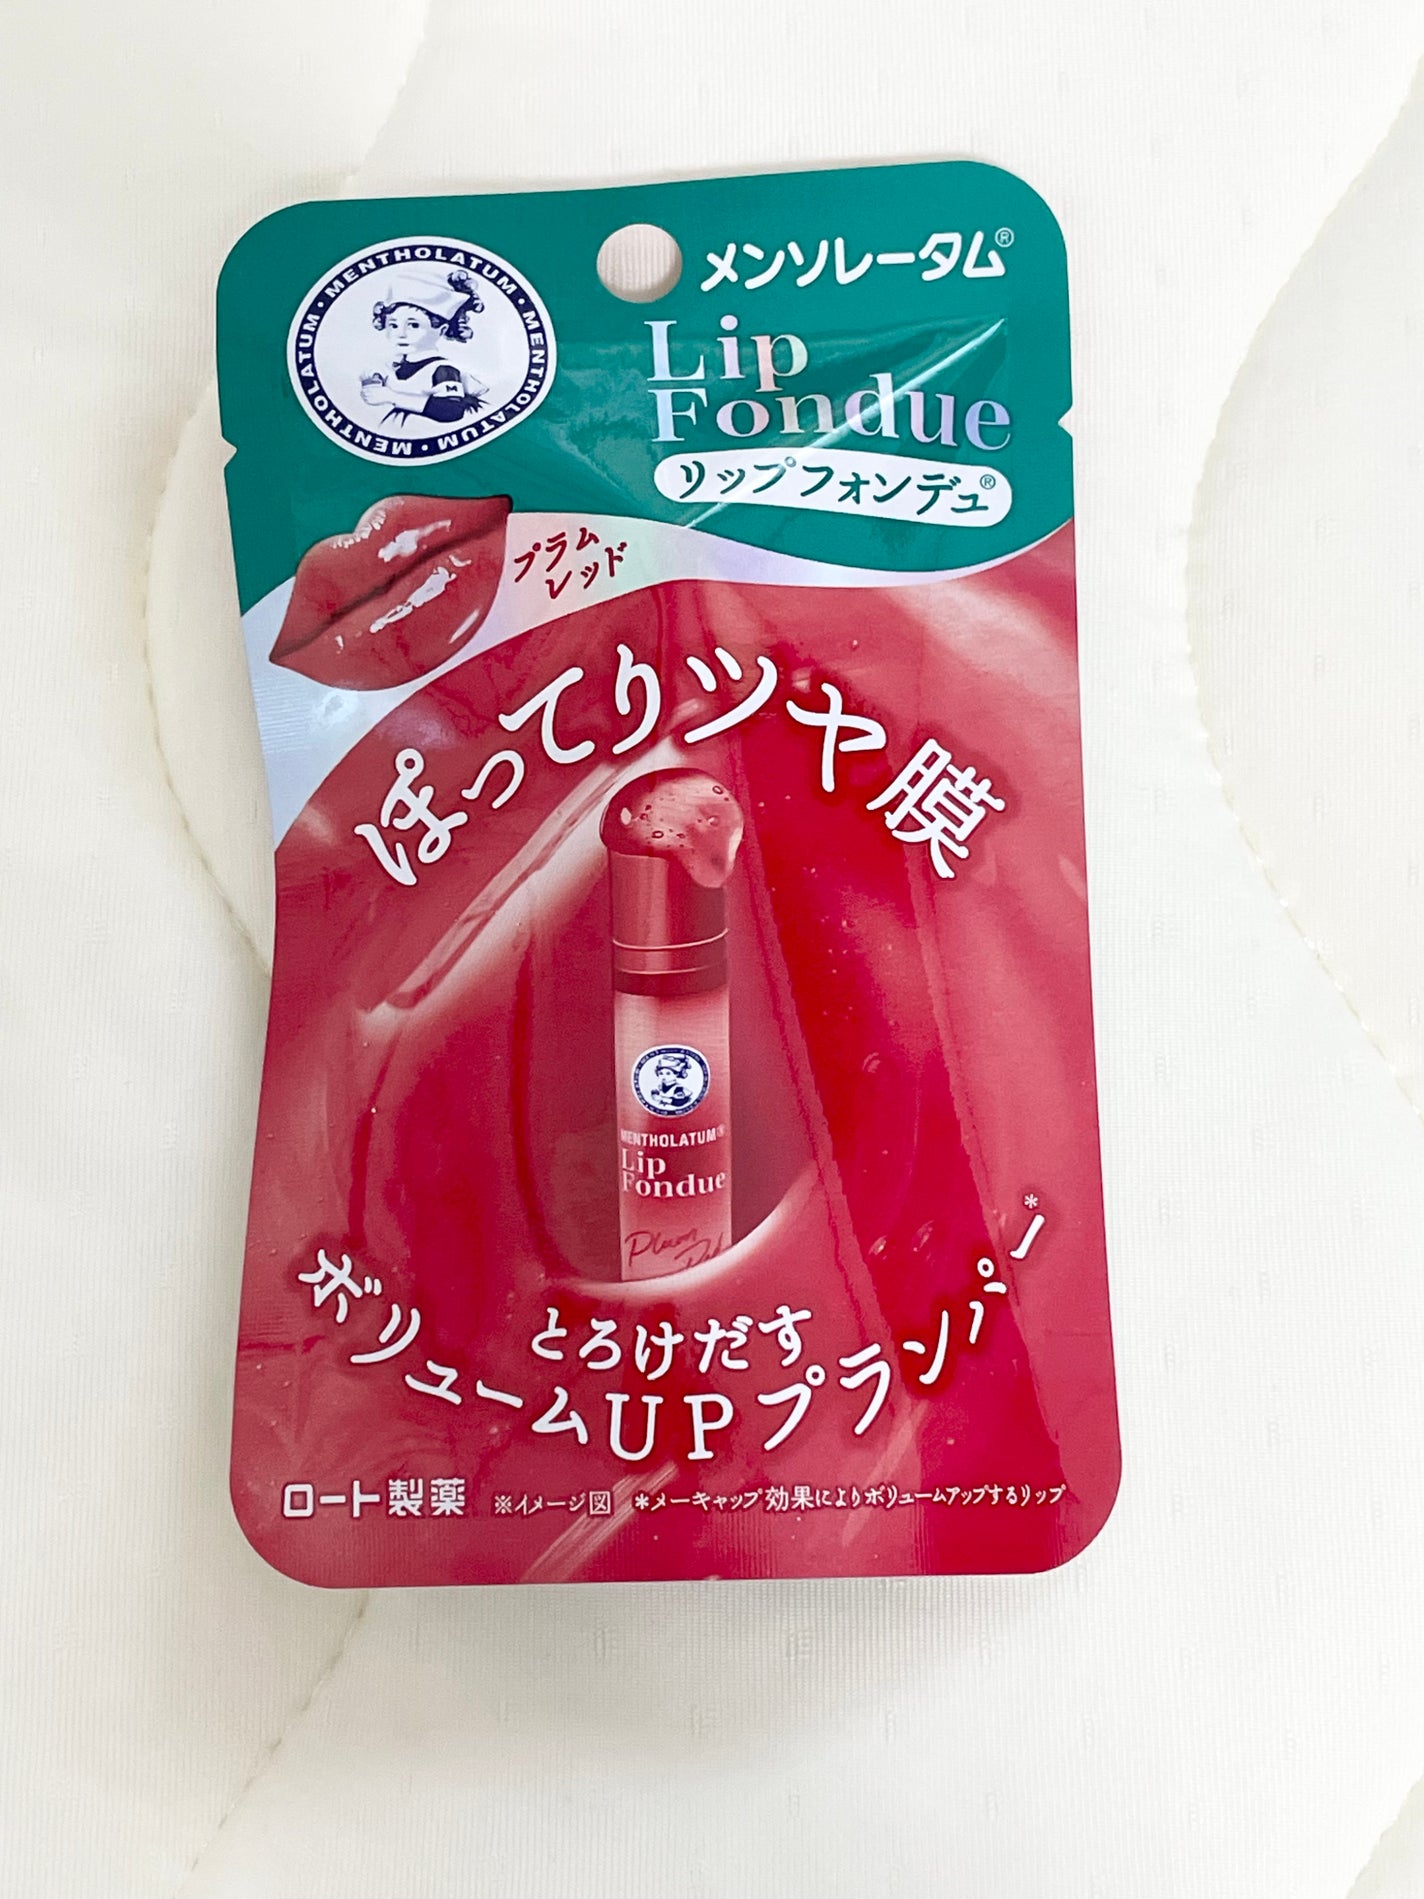 MENTHOLATUM・MENTHOLATUM・MENTHOLATUM・
メンソレータム®
Lip
Fondue
リップフォンデュ®
プラム
レッド
ぽってりツヤ膜
MENTHOLATUM®
Lip
Fondue
Plum
Red
とろけだす
ボリュームUPプランパー*
ロート製薬 ※イメージ図 *メーキャップ効果によりボリュームアップするリップ